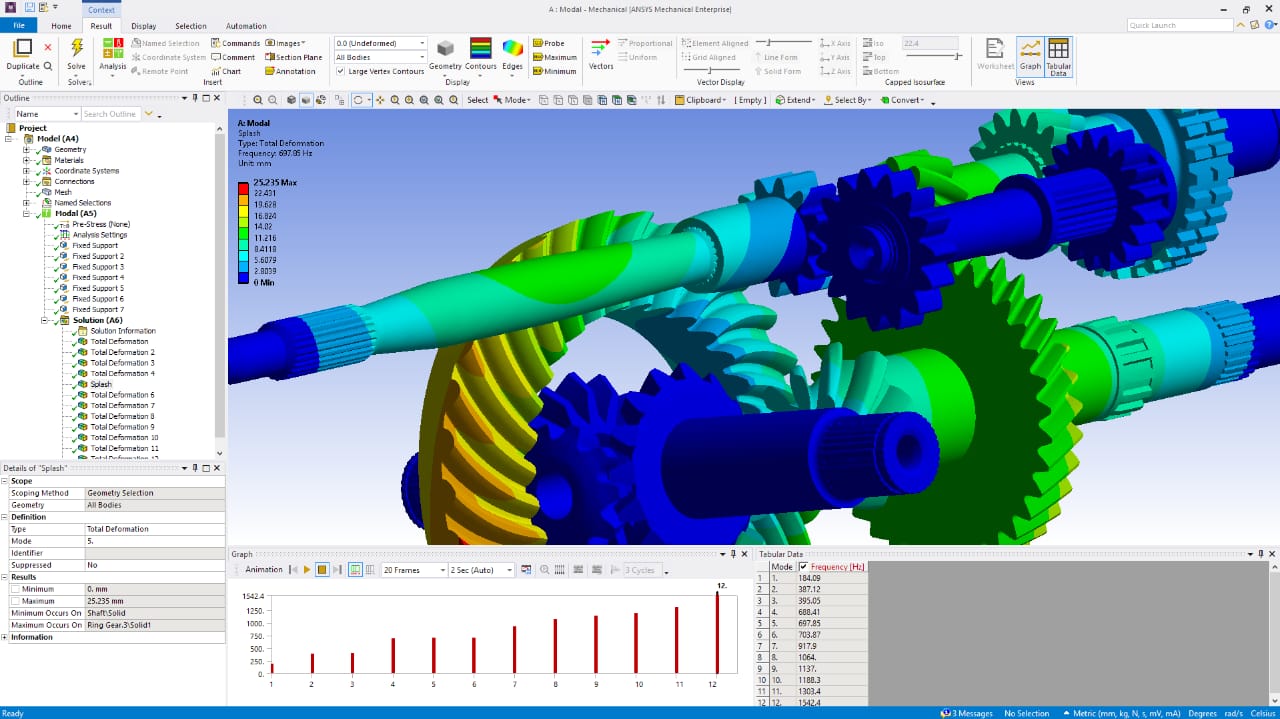 Context
A : Modal - Mechanical [ANSYS Mechanical Enterprise]
File Home Result Display Selection Automation
Quick Launch
Duplicate
Outline
Solve
Solver
Analysis
Named Selection
Coordinate System
Remote Point
Commands
Comment
Chart
Images
Section Plane
Annotation
Insert
0.0 (Undeformed)
All Bodies
Large Vertex Contours
Geometry Contours Edges
Display
Probe
Maximum
Minimum
Vectors
Proportional
Uniform
Element Aligned
Grid Aligned
Line Form
Solid Form
X Axis
Y Axis
Z Axis
Vector Display
Iso
Top
Bottom
22.4
Capped Isosurface
Worksheet Graph Tabular Data
Views
Outline
Name Search Outline
Select Mode Clipboard [ Empty ] Extend Select By Convert
Project
Model (A4)
Geometry
Materials
Coordinate Systems
Connections
Mesh
Named Selections
Modal (A5)
Pre-Stress (None)
Analysis Settings
Fixed Support
Fixed Support 2
Fixed Support 3
Fixed Support 4
Fixed Support 5
Fixed Support 6
Fixed Support 7
Solution (A6)
Solution Information
Total Deformation
Total Deformation 2
Total Deformation 3
Total Deformation 4
Splash
Total Deformation 6
Total Deformation 7
Total Deformation 8
Total Deformation 9
Total Deformation 10
Total Deformation 11
A: Modal
Splash
Type: Total Deformation
Frequency: 697.85 Hz
Unit: mm
25.235 Max
22.431
19.628
16.824
14.02
11.216
8.4118
5.6079
2.8039
0 Min
Details of "Splash"
Scope
Scoping Method Geometry Selection
Geometry All Bodies
Definition
Type Total Deformation
Mode 5.
Identifier
Suppressed No
Results
Minimum 0. mm
Maximum 25.235 mm
Minimum Occurs On Shaft\Solid
Maximum Occurs On Ring Gear.3\Solid1
Information
Graph
Animation 20 Frames 2 Sec (Auto) 3 Cycles
12.
1542.4
1250.
1000.
750.
500.
250.
0.
1 2 3 4 5 6 7 8 9 10 11 12
Tabular Data
Mode Frequency [Hz]
1 1. 184.09
2 2. 387.12
3 3. 395.05
4 4. 688.41
5 5. 697.85
6 6. 703.87
7 7. 917.9
8 8. 1064.
9 9. 1137.
10 10. 1188.3
11 11. 1303.4
12 12. 1542.4
Ready
3 Messages No Selection Metric (mm, kg, N, s, mV, mA) Degrees rad/s Celsius